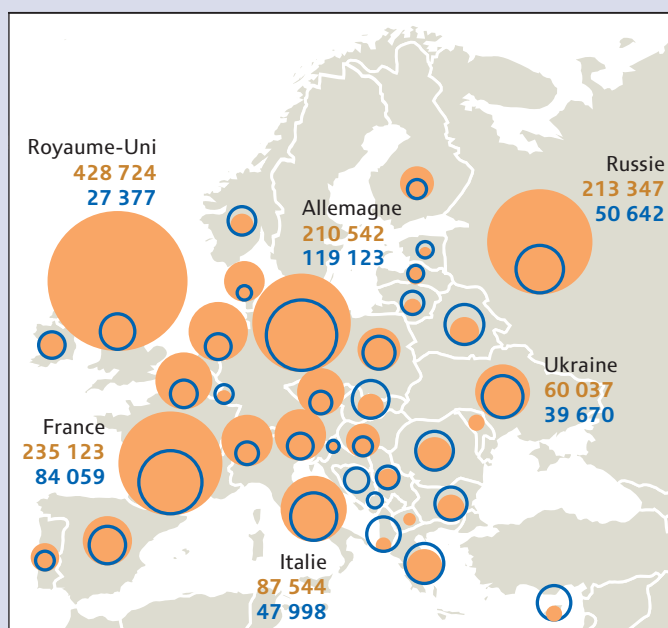 Royaume-Uni
428 724
27 377
Allemagne
210 542
119 123
Russie
213 347
50 642
Ukraine
60 037
39 670
France
235 123
84 059
Italie
87 544
47 998